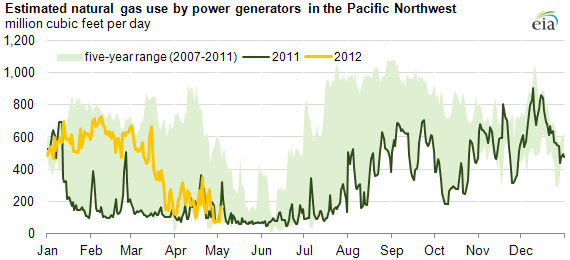 Estimated natural gas use by power generators in the Pacific Northwest
million cubic feet per day
eia
1,200
five-year range (2007-2011) 2011 2012
1,000
800
600
400
200
0
Jan Feb Mar Apr May Jun Jul Aug Sep Oct Nov Dec